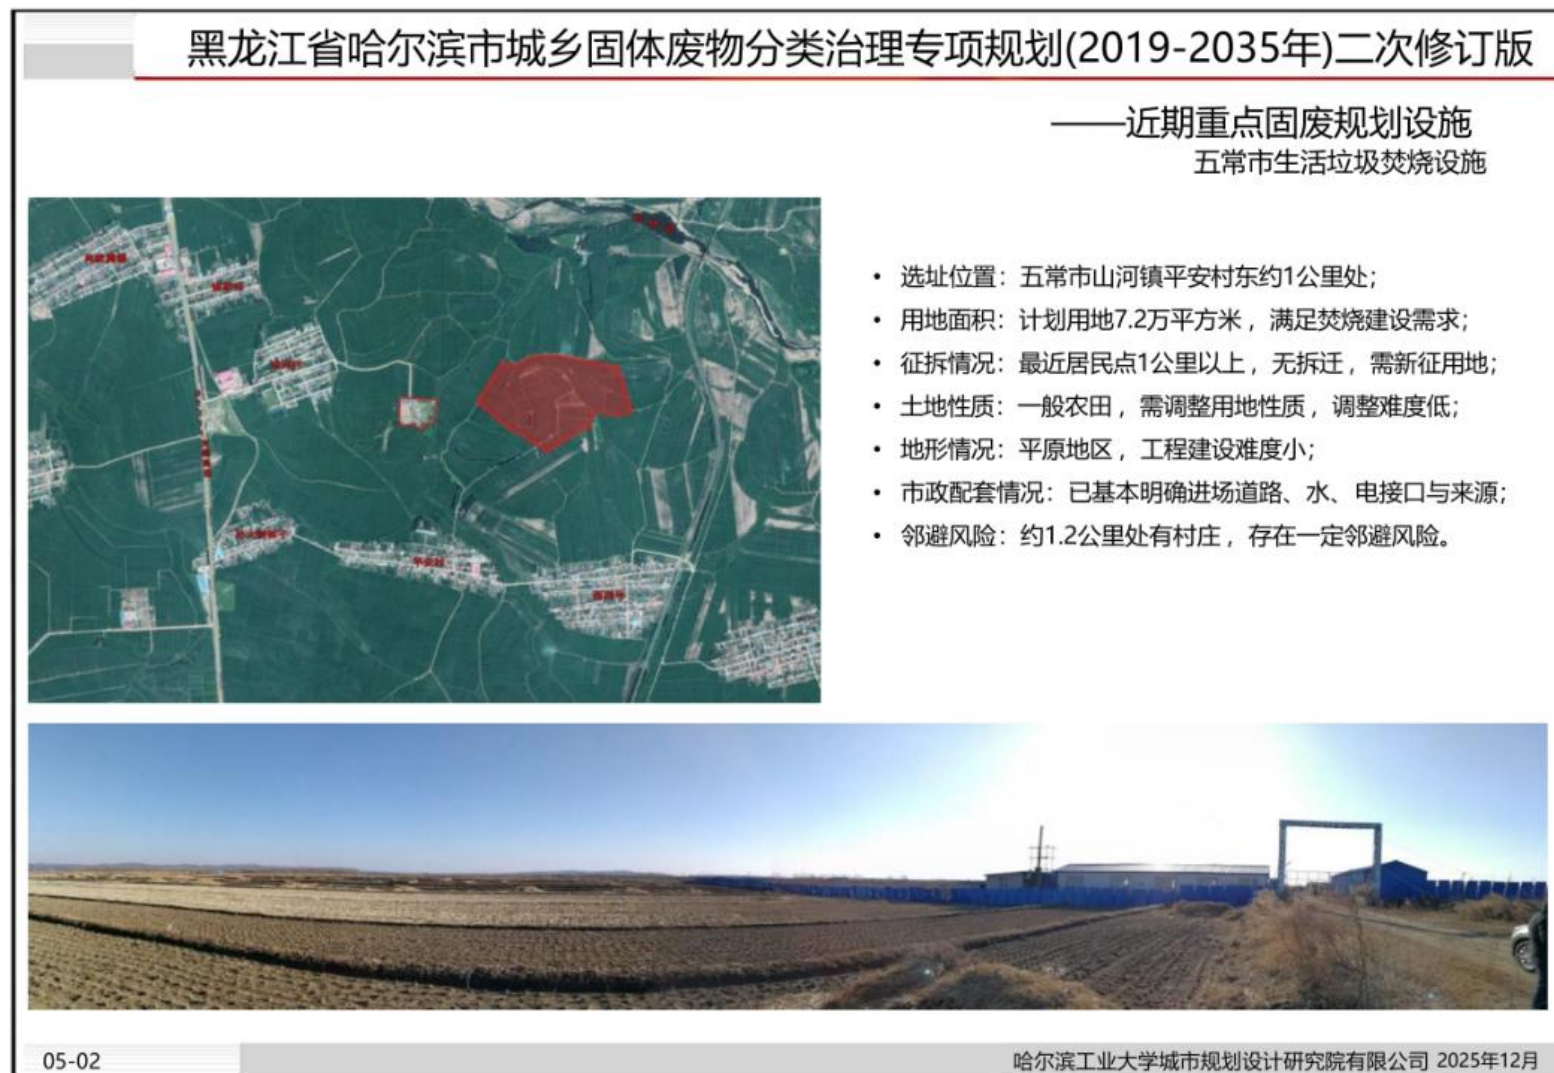 黑龙江省哈尔滨市城乡固体废物分类治理专项规划(2019-2035年)二次修订版
——近期重点固废规划设施
五常市生活垃圾焚烧设施
• 选址位置：五常市山河镇平安村东约1公里处；
• 用地面积：计划用地7.2万平方米，满足焚烧建设需求；
• 征拆情况：最近居民点1公里以上，无拆迁，需新征用地；
• 土地性质：一般农田，需调整用地性质，调整难度低；
• 地形情况：平原地区，工程建设难度小；
• 市政配套情况：已基本明确进场道路、水、电接口与来源；
• 邻避风险：约1.2公里处有村庄，存在一定邻避风险。
平安村
05-02
哈尔滨工业大学城市规划设计研究院有限公司 2025年12月